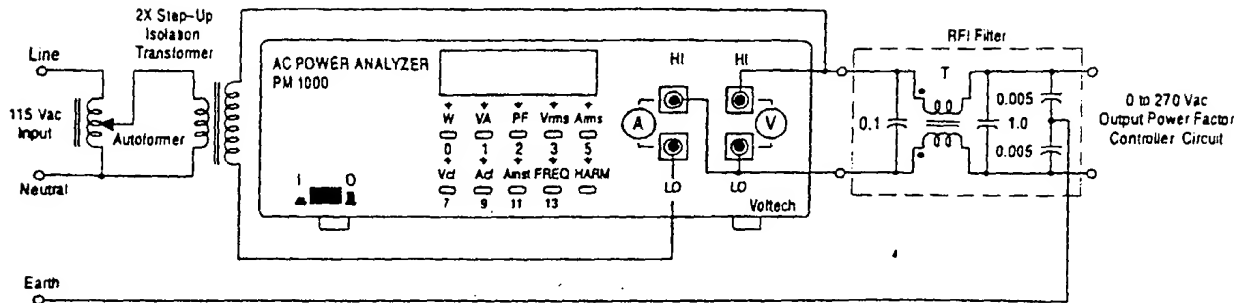 2X Step-Up
Isolation
Transformer
Line
115 Vac
Input
Autoformer
Neutral
Earth
AC POWER ANALYZER
PM 1000
W VA PF Vrms Arms
0 1 2 3 5
Vcf Acf Ainst FREQ HARM
7 9 11 13
I O
HI HI
A V
LO LO
Voltech
RFI Filter
T
0.1
1.0
0.005
0.005
0 to 270 Vac
Output Power Factor
Controller Circuit